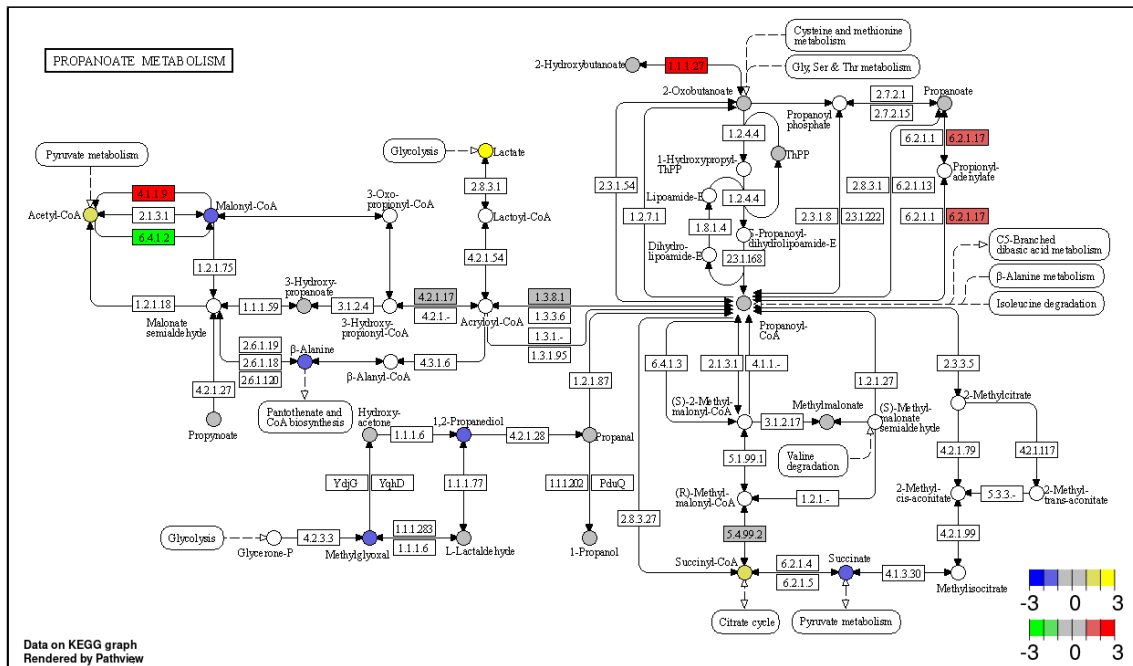 PROPANOATE METABOLISM
Cysteine and methionine
metabolism
Gly, Ser & Thr metabolism
2-Hydroxybutanoate
1.1.1.27
2-Oxobutanoate
Propanoyl
phosphate
2.7.2.1
2.7.2.15
Propanoate
1.2.4.4
ThPP
1-Hydroxypropyl-
ThPP
6.2.1.1
6.2.1.17
Propionyl-
adenylate
Pyruvate metabolism
Glycolysis
Lactate
2.3.1.54
2.8.3.1
6.2.1.13
Lipoamide-E
1.2.4.4
4.1.1.9
3-Oxo-
propionyl-CoA
2.8.3.1
1.2.7.1
2.3.1.8
2.3.1.222
6.2.1.1
6.2.1.17
Acetyl-CoA
2.1.3.1
Malonyl-CoA
Lactoyl-CoA
1.8.1.4
3-Propanoyl-
dihydrolipoamide-E
6.4.1.2
Dihydro-
lipoamide-E
2.3.1.168
C5-Branched
dibasic acid metabolism
1.2.1.75
4.2.1.54
β-Alanine metabolism
3-Hydroxy-
propanoate
4.2.1.17
1.3.8.1
Isoleucine degradation
1.2.1.18
1.1.1.59
3.1.2.4
4.2.1.-
1.3.3.6
Malonate
semialdehyde
3-Hydroxy-
propionyl-CoA
Acryloyl-CoA
1.3.1.-
1.3.1.95
Propanoyl-
CoA
2.6.1.19
2.6.1.18
2.6.1.120
β-Alanine
β-Alanyl-CoA
4.3.1.6
6.4.1.3
2.1.3.1
4.1.1.-
2.3.3.5
4.2.1.27
1.2.1.87
1.2.1.27
Pantothenate and
CoA biosynthesis
Hydroxy-
acetone
1,2-Propanediol
(S)-2-Methyl-
malonyl-CoA
Methylmalonate
(S)-Methyl-
malonate
semialdehyde
2-Methylcitrate
Propynoate
1.1.1.6
4.2.1.28
Propanal
3.1.2.17
Valine
degradation
5.1.99.1
4.2.1.79
4.2.1.117
YdjG
YqhD
1.1.1.77
1.1.1.202
PduQ
(R)-Methyl-
malonyl-CoA
1.2.1.-
2-Methyl-
cis-aconitate
5.3.3.-
2-Methyl-
trans-aconitate
2.8.3.27
Glycolysis
4.2.3.3
1.1.1.283
1.1.1.6
5.4.99.2
4.2.1.99
Glycerone-P
Methylglyoxal
L-Lactaldehyde
1-Propanol
Succinyl-CoA
6.2.1.4
6.2.1.5
Succinate
4.1.3.30
Methylisocitrate
Citrate cycle
Pyruvate metabolism
-3 0 3
-3 0 3
Data on KEGG graph
Rendered by Pathview